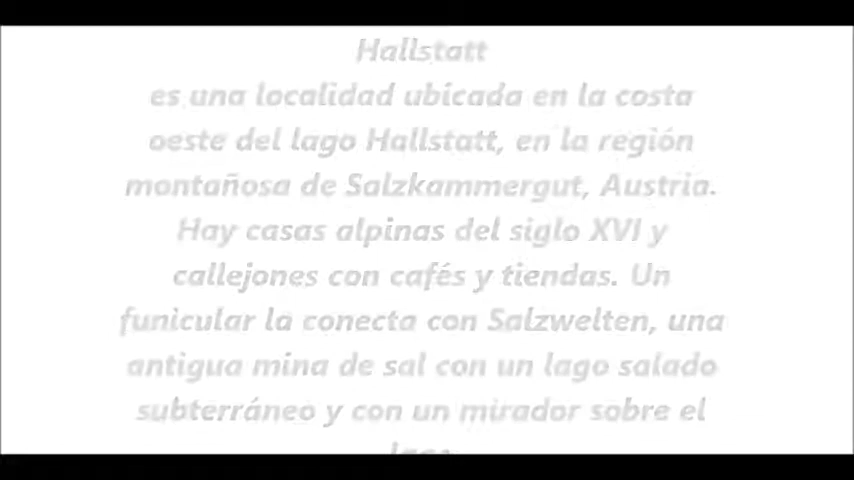 Hallstatt
es una localidad ubicada en la costa
oeste del lago Hallstatt, en la región
montañosa de Salzkammergut, Austria.
Hay casas alpinas del siglo XVI y
callejones con cafés y tiendas. Un
funicular la conecta con Salzwelten, una
antigua mina de sal con un lago salado
subterráneo y con un mirador sobre el